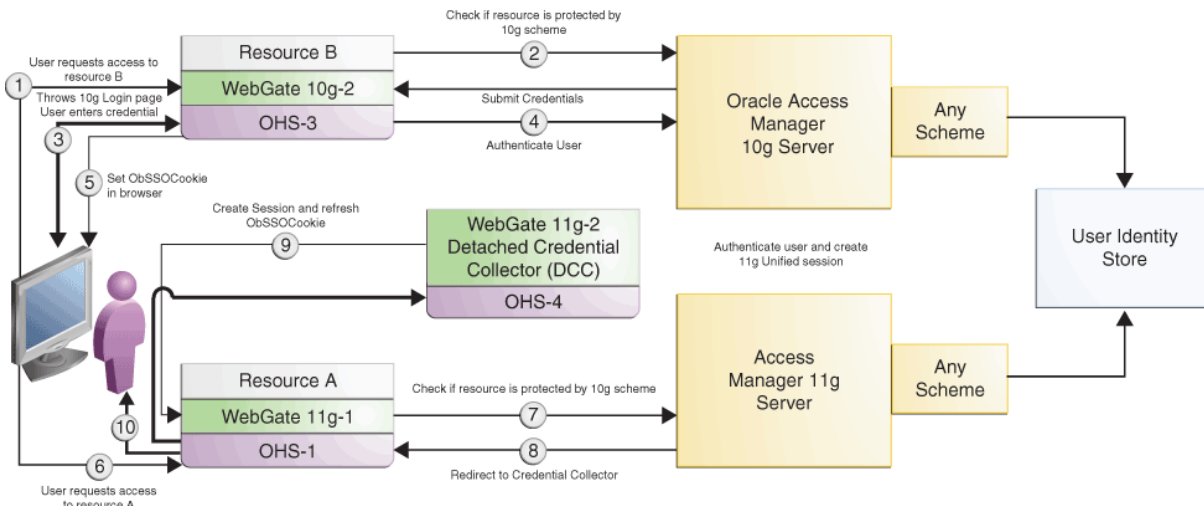 Check if resource is protected by
10g scheme
2
User requests access to
resource B
1
Resource B
WebGate 10g-2
OHS-3
Throws 10g Login page
User enters credential
3
Submit Credentials
4
Authenticate User
Oracle Access
Manager
10g Server
Any
Scheme
5
Set ObSSOCookie
in browser
Create Session and refresh
ObSSOCookie
9
WebGate 11g-2
Detached Credential
Collector (DCC)
OHS-4
Authenticate user and create
11g Unified session
User Identity
Store
Resource A
WebGate 11g-1
OHS-1
Check if resource is protected by 10g scheme
7
8
Redirect to Credential Collector
Access
Manager 11g
Server
Any
Scheme
10
6
User requests access
to resource A